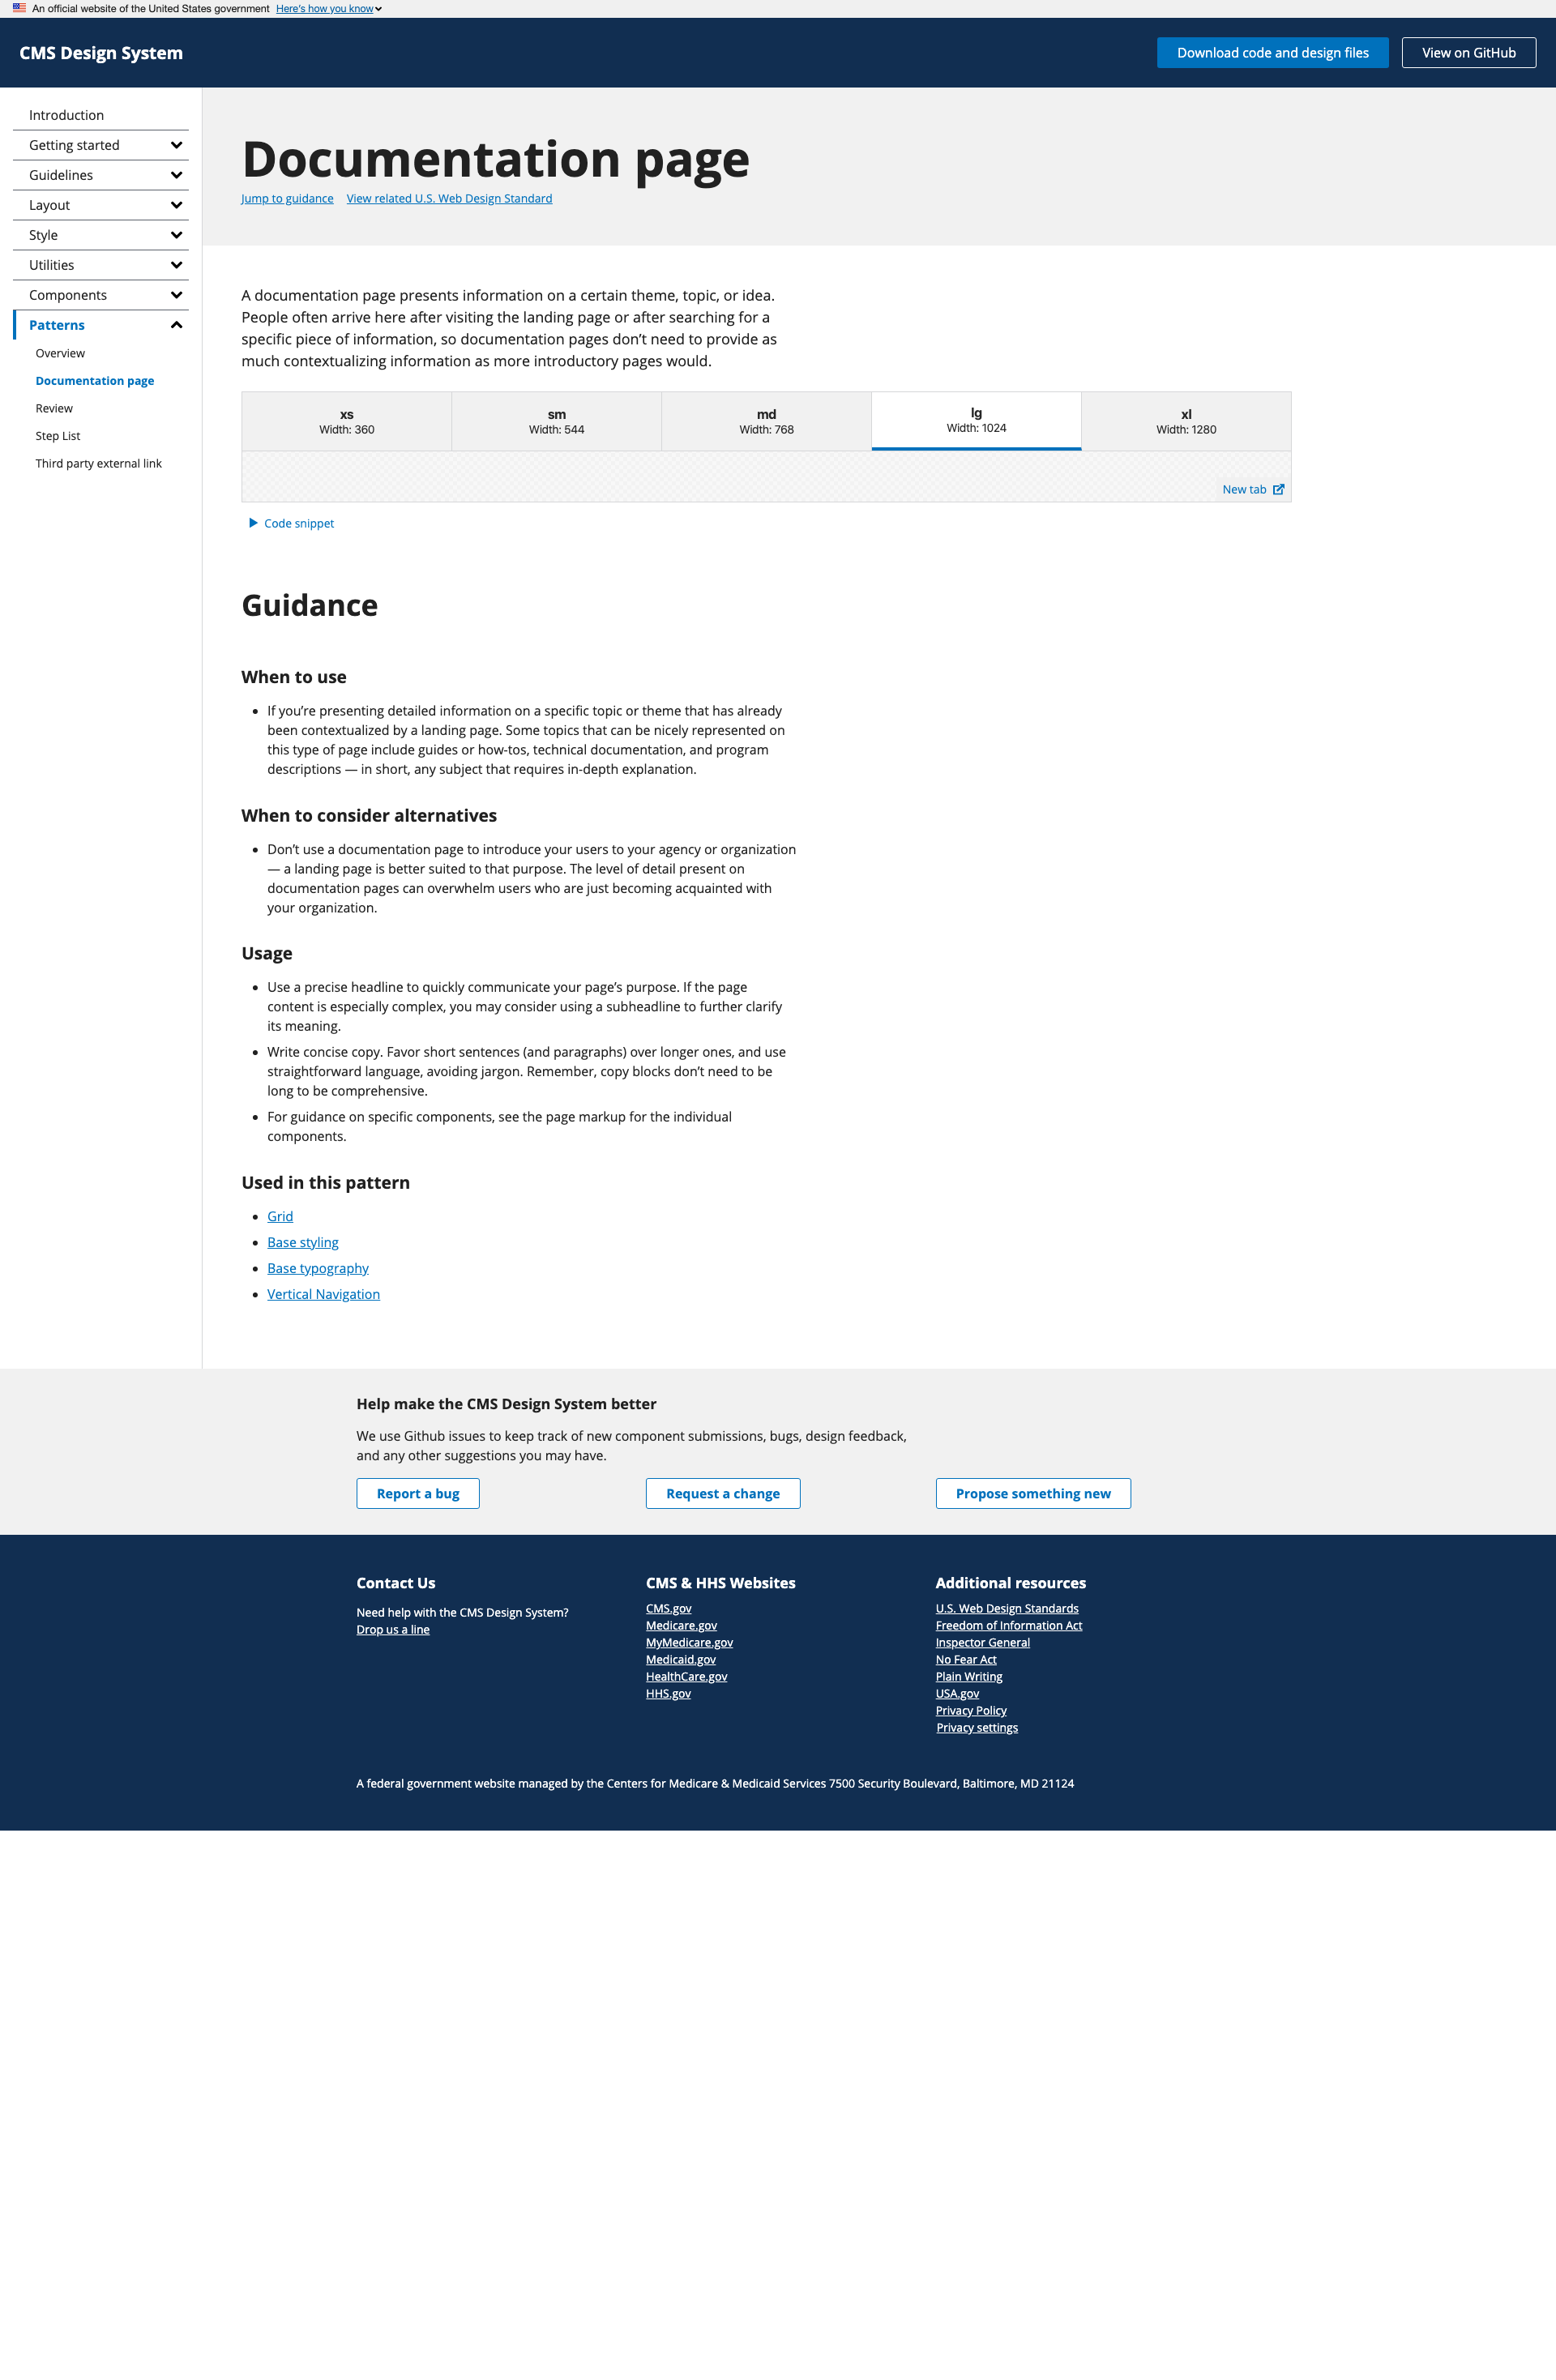 An official website of the United States government Here's how you know
CMS Design System
Download code and design files
View on GitHub
Introduction
Getting started
Guidelines
Layout
Style
Utilities
Components
Patterns
Overview
Documentation page
Review
Step List
Third party external link
Documentation page
Jump to guidance View related U.S. Web Design Standard
A documentation page presents information on a certain theme, topic, or idea.
People often arrive here after visiting the landing page or after searching for a
specific piece of information, so documentation pages don’t need to provide as
much contextualizing information as more introductory pages would.
xs
Width: 360
sm
Width: 544
md
Width: 768
lg
Width: 1024
xl
Width: 1280
New tab
Code snippet
Guidance
When to use
If you’re presenting detailed information on a specific topic or theme that has already
been contextualized by a landing page. Some topics that can be nicely represented on
this type of page include guides or how-tos, technical documentation, and program
descriptions — in short, any subject that requires in-depth explanation.
When to consider alternatives
Don’t use a documentation page to introduce your users to your agency or organization
— a landing page is better suited to that purpose. The level of detail present on
documentation pages can overwhelm users who are just becoming acquainted with
your organization.
Usage
Use a precise headline to quickly communicate your page’s purpose. If the page
content is especially complex, you may consider using a subheadline to further clarify
its meaning.
Write concise copy. Favor short sentences (and paragraphs) over longer ones, and use
straightforward language, avoiding jargon. Remember, copy blocks don’t need to be
long to be comprehensive.
For guidance on specific components, see the page markup for the individual
components.
Used in this pattern
Grid
Base styling
Base typography
Vertical Navigation
Help make the CMS Design System better
We use Github issues to keep track of new component submissions, bugs, design feedback,
and any other suggestions you may have.
Report a bug
Request a change
Propose something new
Contact Us
Need help with the CMS Design System?
Drop us a line
CMS & HHS Websites
CMS.gov
Medicare.gov
MyMedicare.gov
Medicaid.gov
HealthCare.gov
HHS.gov
Additional resources
U.S. Web Design Standards
Freedom of Information Act
Inspector General
No Fear Act
Plain Writing
USA.gov
Privacy Policy
Privacy settings
A federal government website managed by the Centers for Medicare & Medicaid Services 7500 Security Boulevard, Baltimore, MD 21124